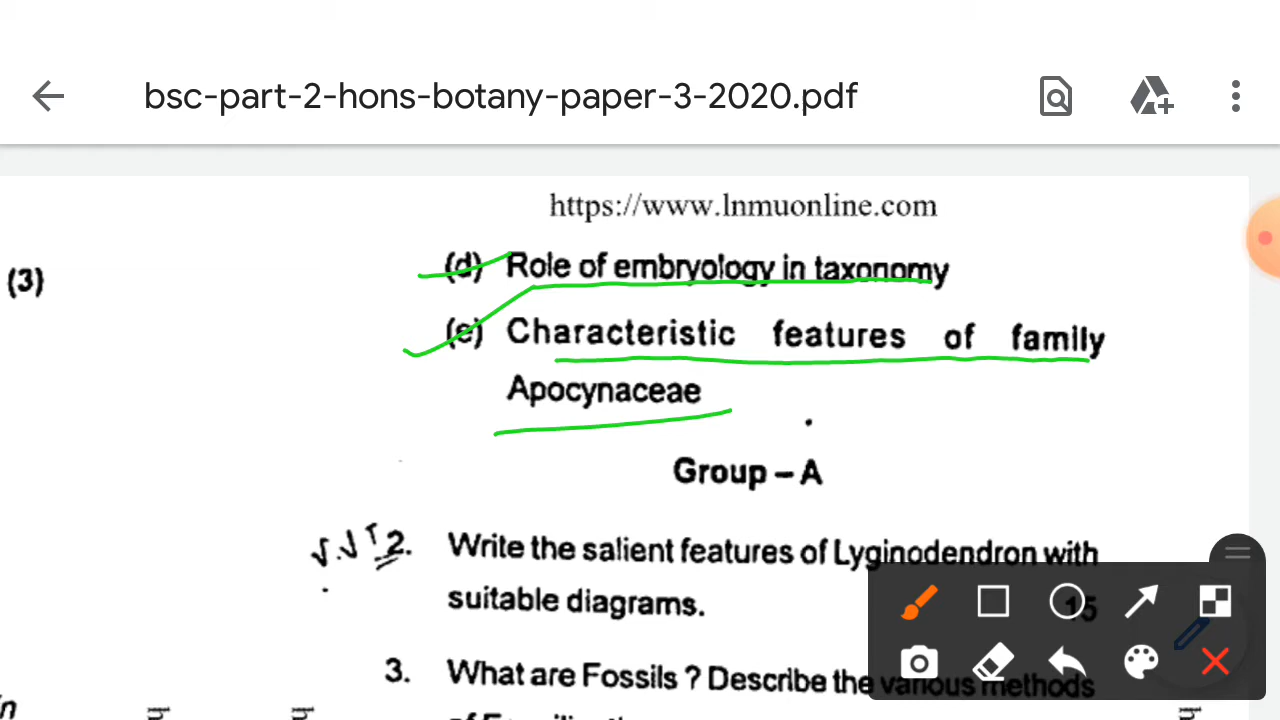 bsc-part-2-hons-botany-paper-3-2020.pdf
https://www.lnmuonline.com
(3)
(d) Role of embryology in taxonomy
(e) Characteristic features of family
Apocynaceae
Group – A
2. Write the salient features of Lyginodendron with
suitable diagrams. 15
3. What are Fossils ? Describe the various methods